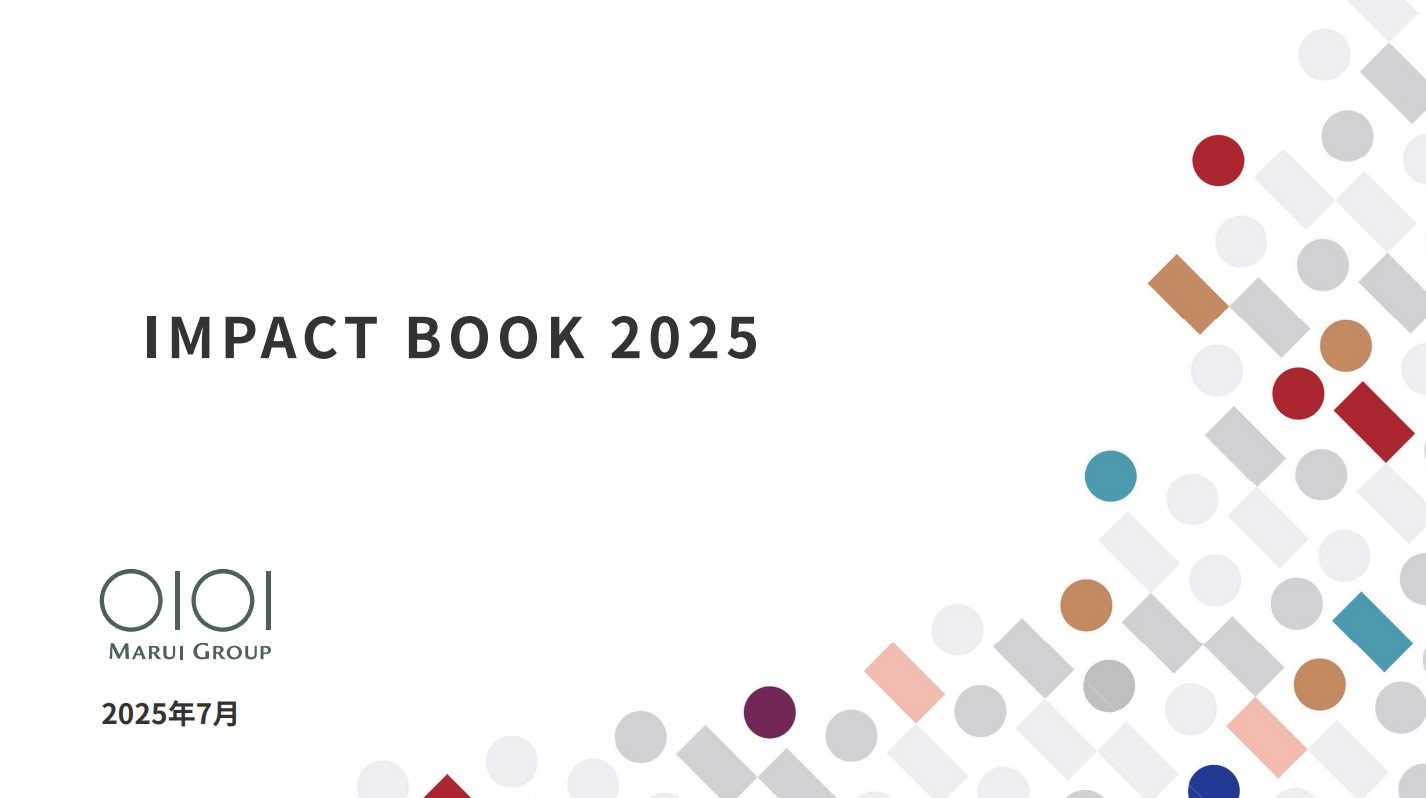 IMPACT BOOK 2025
OIOI
MARUI GROUP
2025年7月